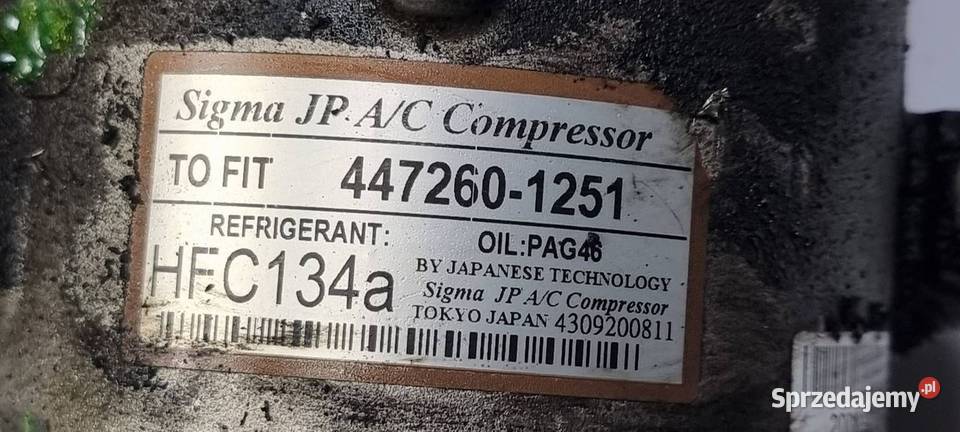 Sigma JP A/C Compressor
TO FIT 447260-1251
REFRIGERANT: OIL:PAG46
HFC134a
BY JAPANESE TECHNOLOGY
Sigma JP A/C Compressor
TOKYO JAPAN 4309200811
Sprzedajemy.pl